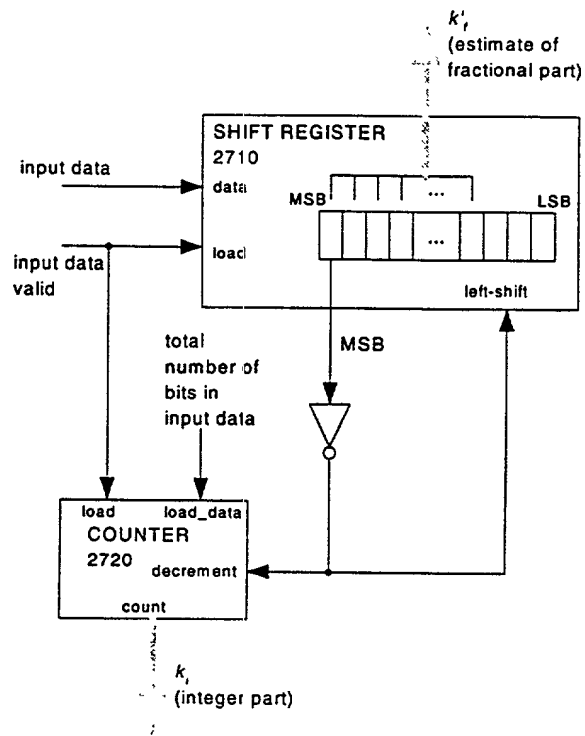 k'f
(estimate of
fractional part)
SHIFT REGISTER
2710
input data
data
MSB
...
LSB
...
input data
valid
load
left-shift
total
number of
bits in
input data
MSB
load
load_data
COUNTER
2720
decrement
count
ki
(integer part)